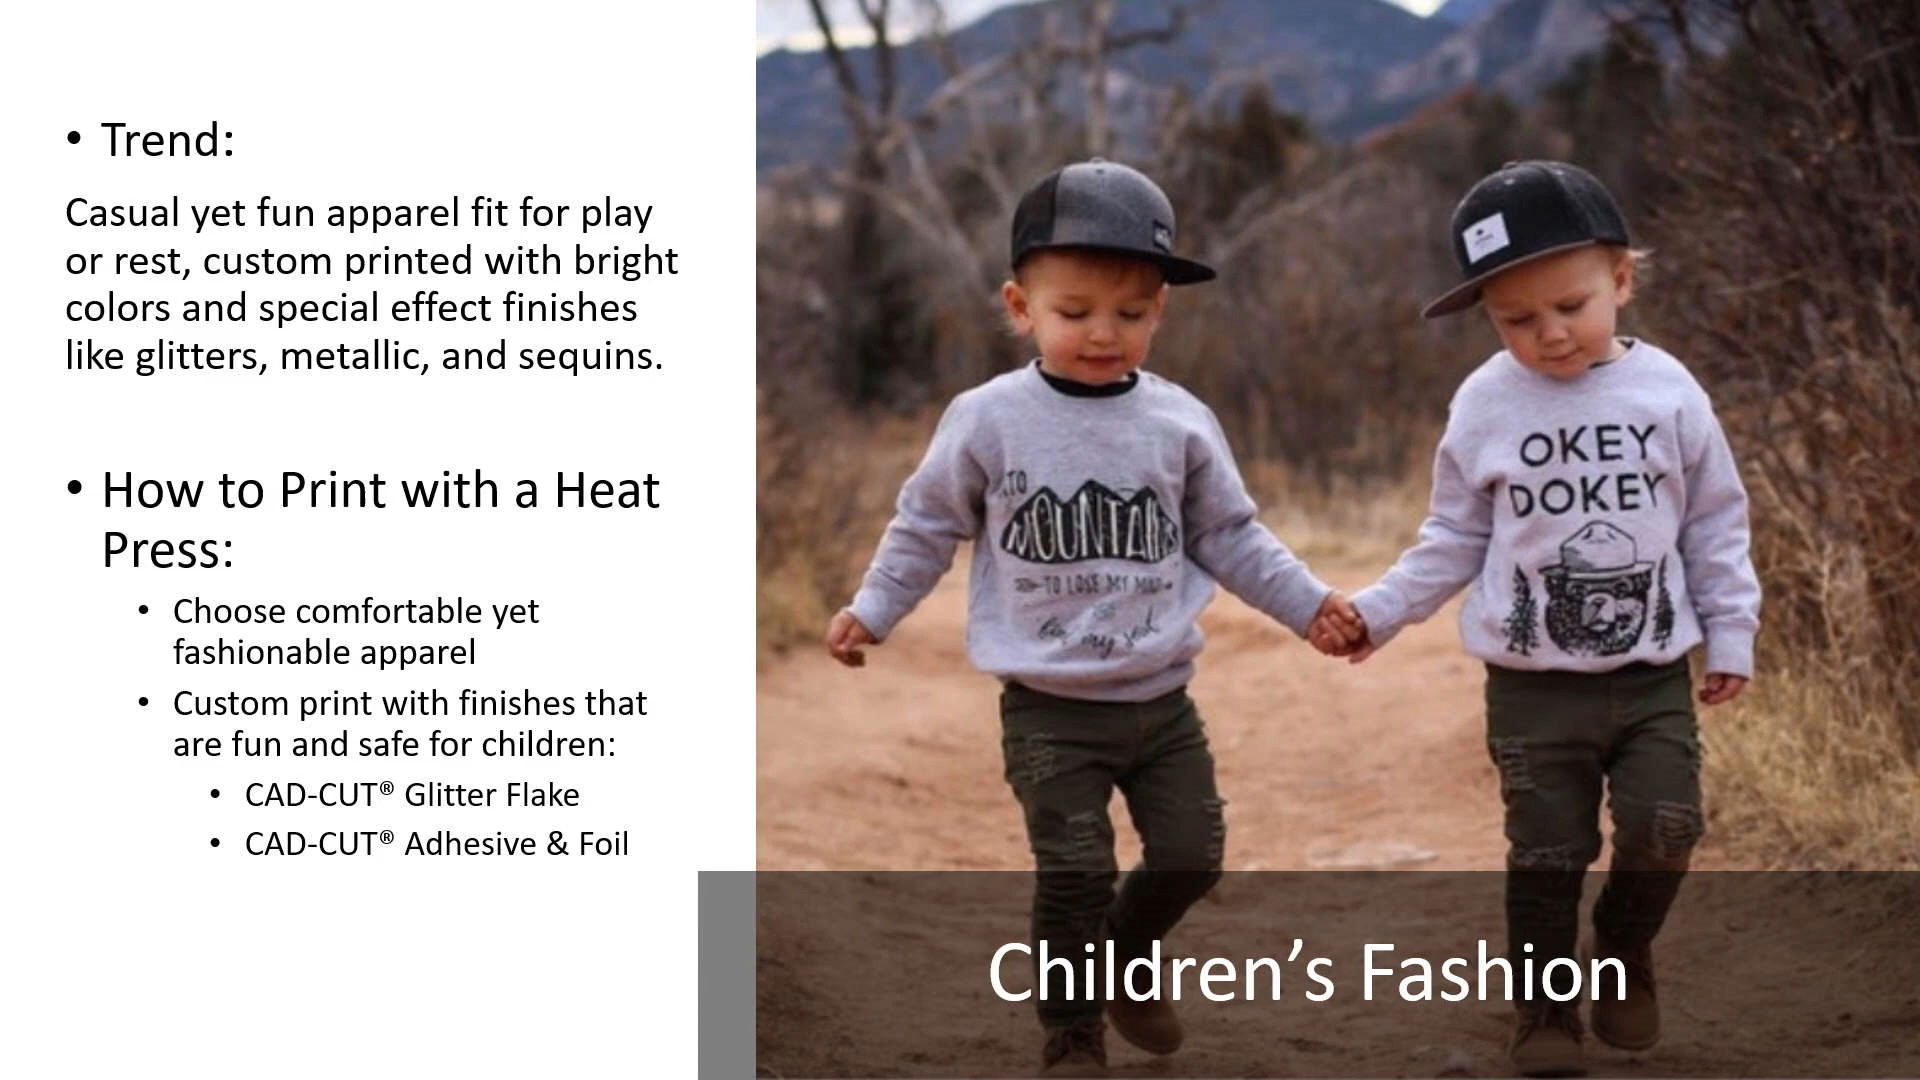 • Trend:
Casual yet fun apparel fit for play
or rest, custom printed with bright
colors and special effect finishes
like glitters, metallic, and sequins.
• How to Print with a Heat
Press:
• Choose comfortable yet
fashionable apparel
• Custom print with finishes that
are fun and safe for children:
• CAD-CUT® Glitter Flake
• CAD-CUT® Adhesive & Foil
TO
MOUNTAINS
TO LOSE MY MIND
my soul
OKEY
DOKEY
Children’s Fashion